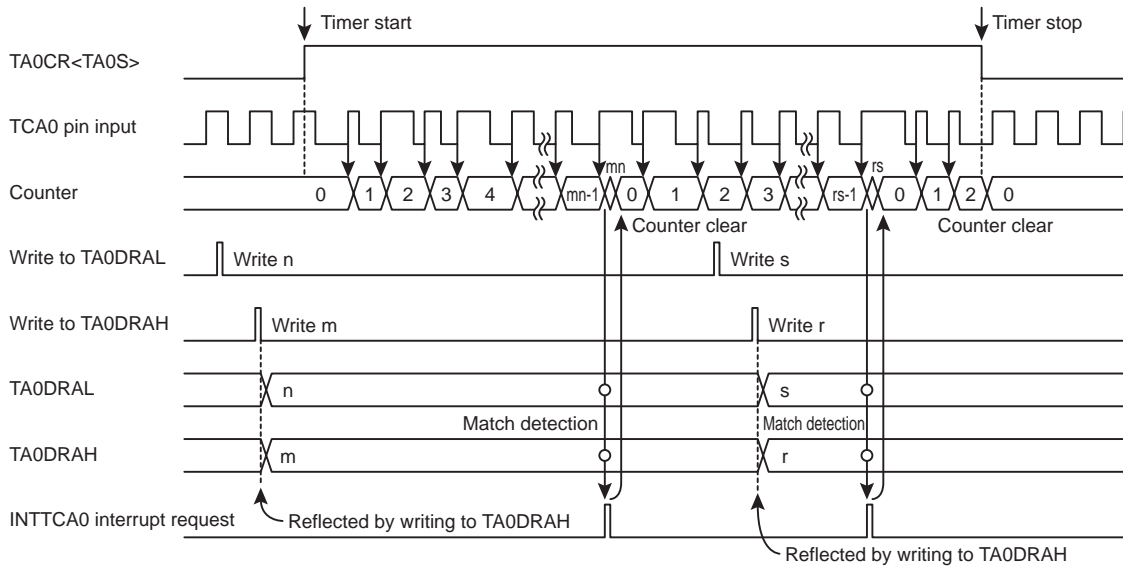 Timer start
Timer stop
TA0CR<TA0S>
TCA0 pin input
mn
rs
Counter
0 1 2 3 4 mn-1 0 1 2 3 rs-1 0 1 2 0
Counter clear
Counter clear
Write to TA0DRAL
Write n
Write s
Write to TA0DRAH
Write m
Write r
TA0DRAL
n
s
Match detection
Match detection
TA0DRAH
m
r
INTTCA0 interrupt request
Reflected by writing to TA0DRAH
Reflected by writing to TA0DRAH